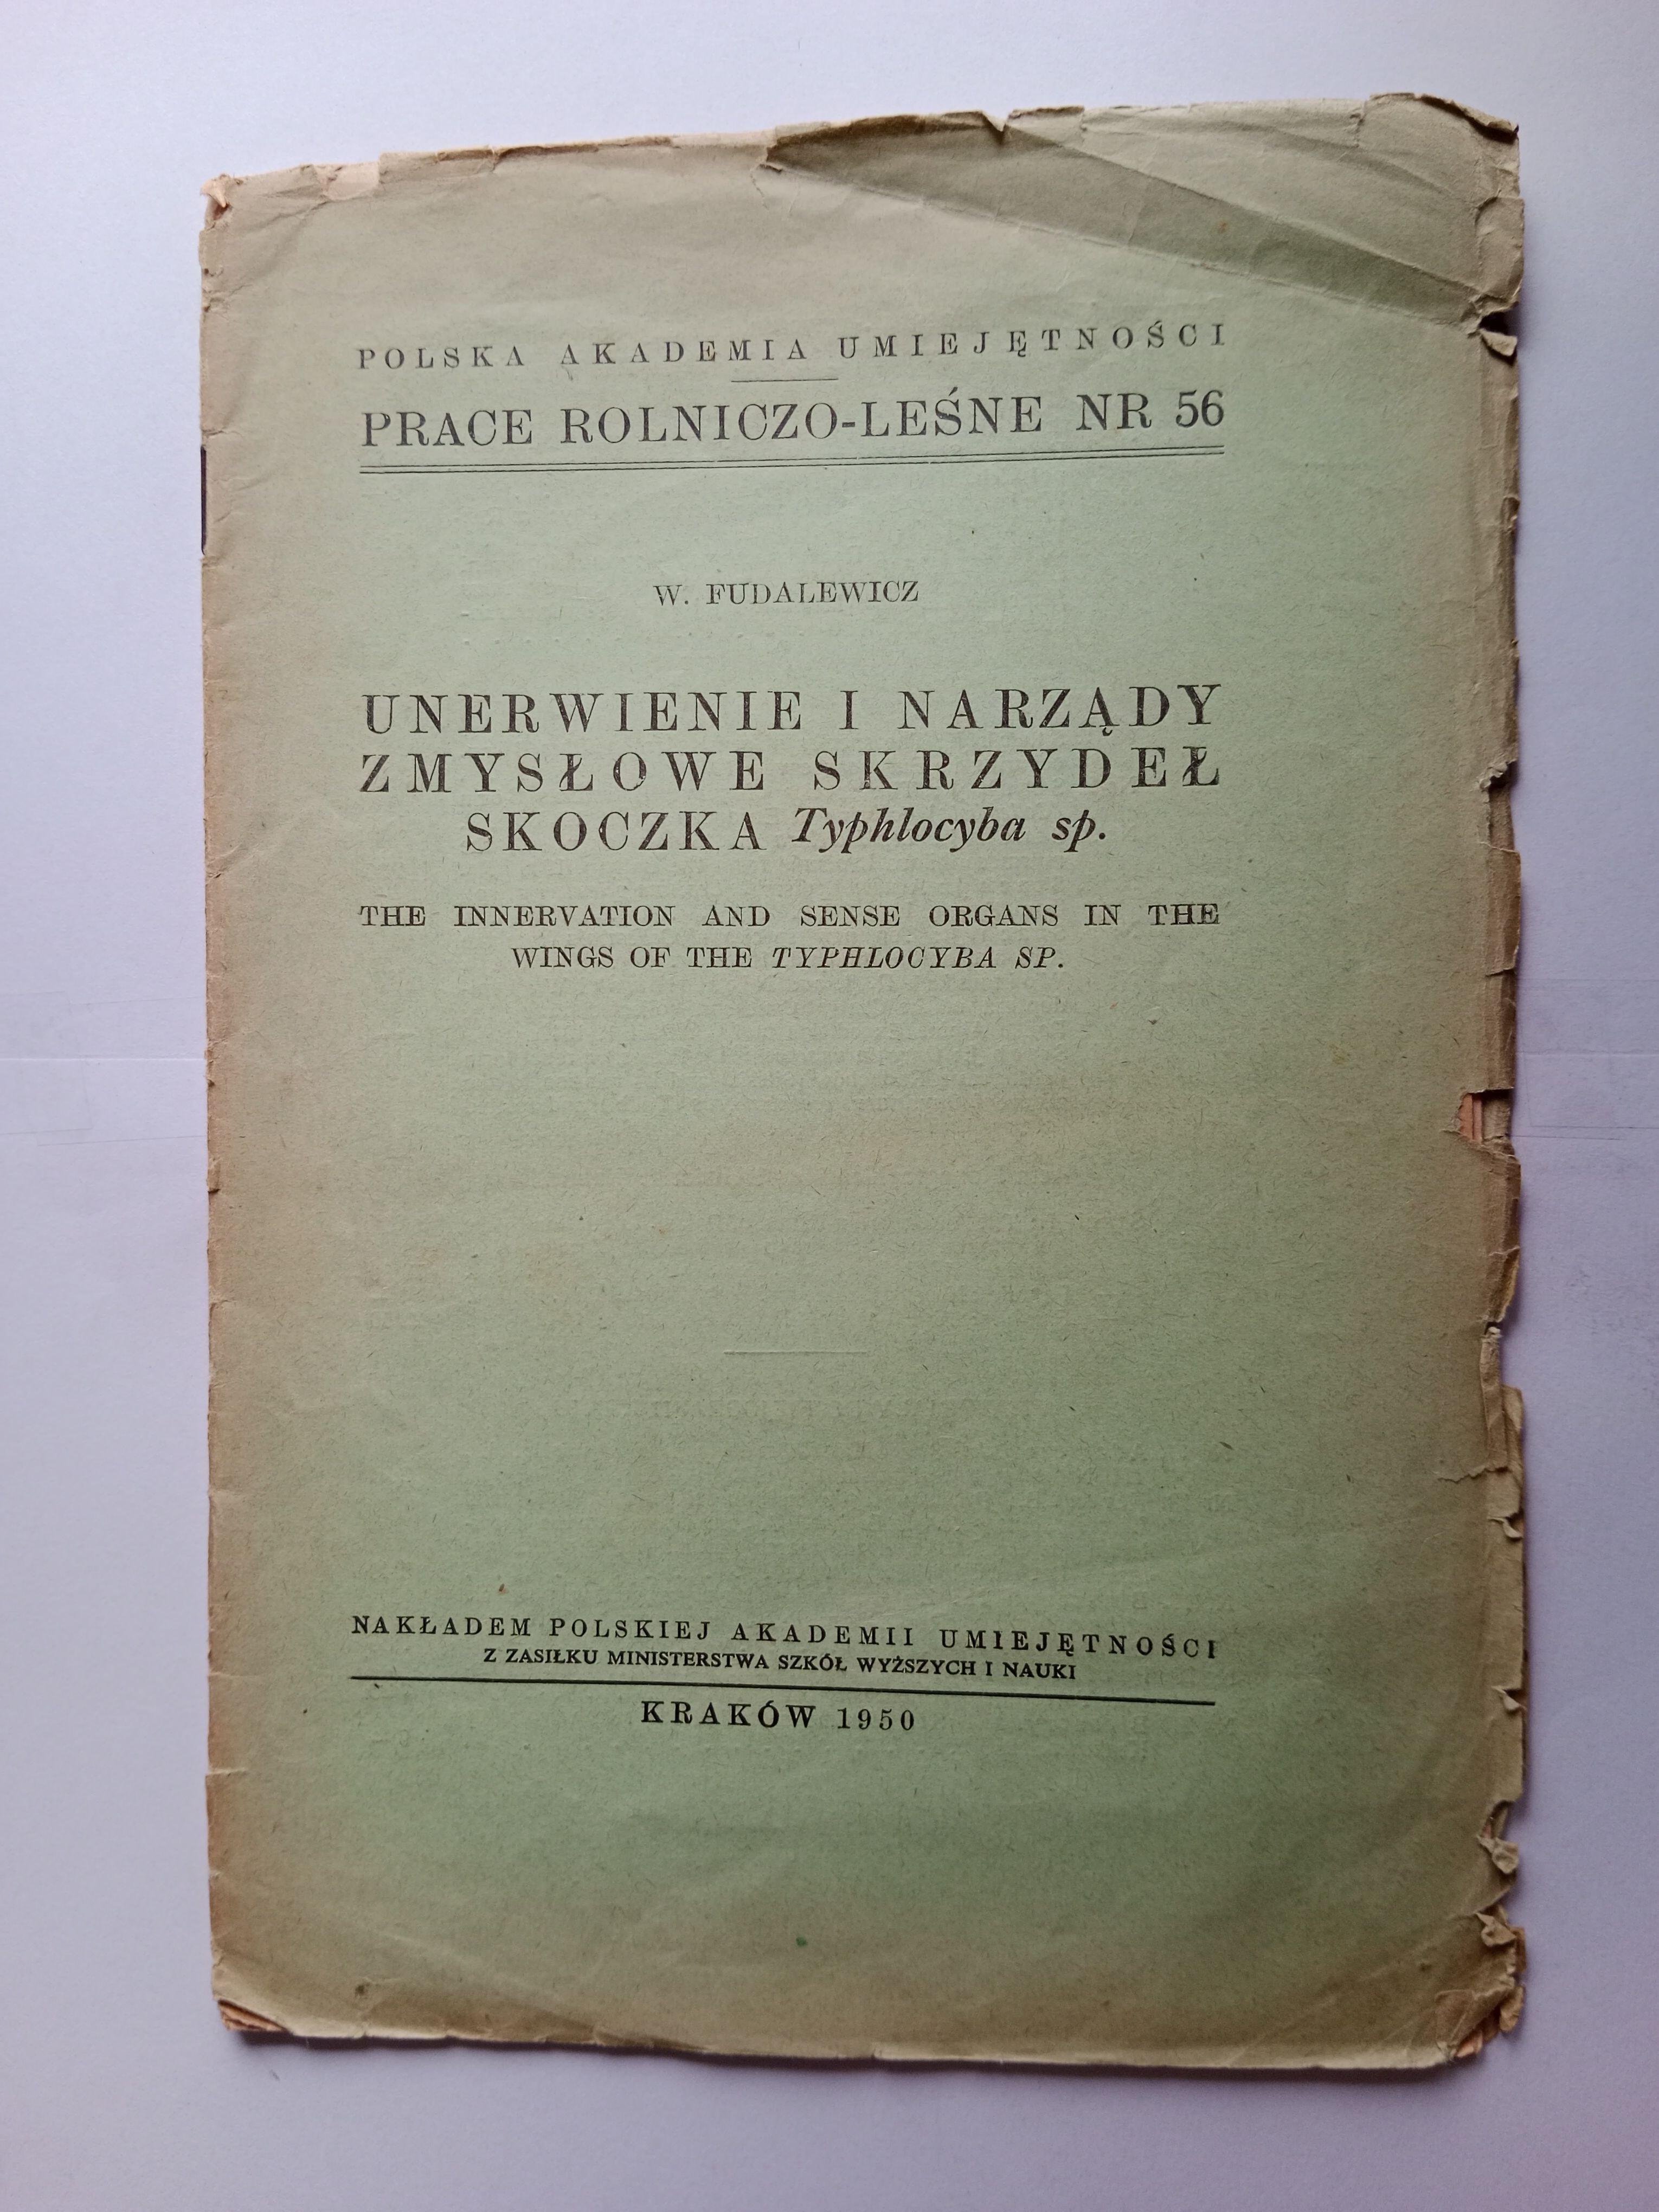 POLSKA AKADEMIA UMIEJĘTNOŚCI
PRACE ROLNICZO-LEŚNE NR 56
W. FUDALEWICZ
UNERWIENIE I NARZĄDY
ZMYSŁOWE SKRZYDEŁ
SKOCZKA Typhlocyba sp.
THE INNERVATION AND SENSE ORGANS IN THE
WINGS OF THE TYPHLOCYBA SP.
NAKŁADEM POLSKIEJ AKADEMII UMIEJĘTNOŚCI
Z ZASIŁKU MINISTERSTWA SZKÓŁ WYŻSZYCH I NAUKI
KRAKÓW 1950